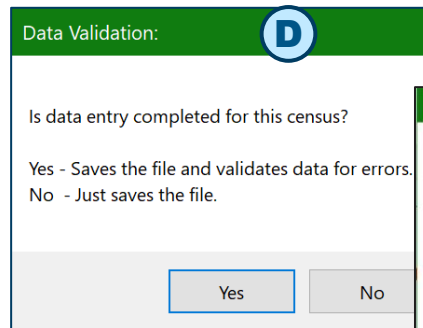 Data Validation:
D
Is data entry completed for this census?
Yes - Saves the file and validates data for errors.
No - Just saves the file.
Yes
No